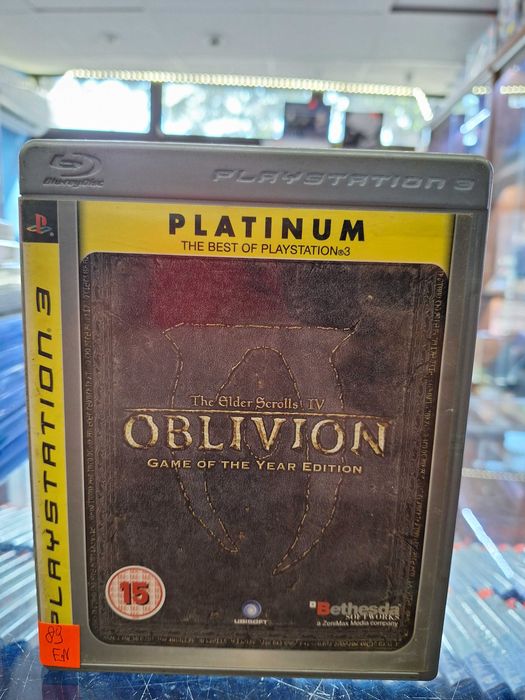 Blu-ray Disc
PLAYSTATION 3
PLATINUM
THE BEST OF PLAYSTATION®3
PLAYSTATION 3
The Elder Scrolls IV
OBLIVION
GAME OF THE YEAR EDITION
15
UBISOFT
Bethesda
SOFTWORKS
a ZeniMax Media company
89
EN